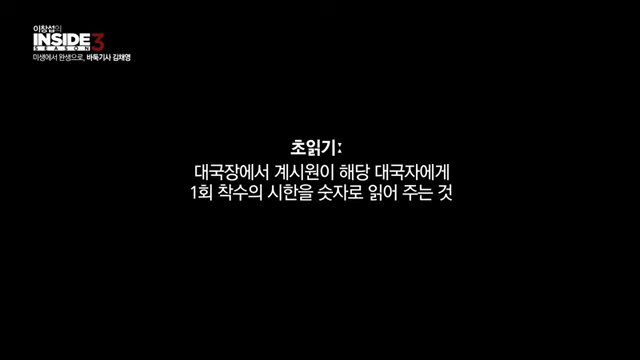 이창섭의
INSIDE 3
SEASON
미생에서 완생으로, 바둑기사 김채영
초읽기:
대국장에서 계시원이 해당 대국자에게
1회 착수의 시한을 숫자로 읽어 주는 것